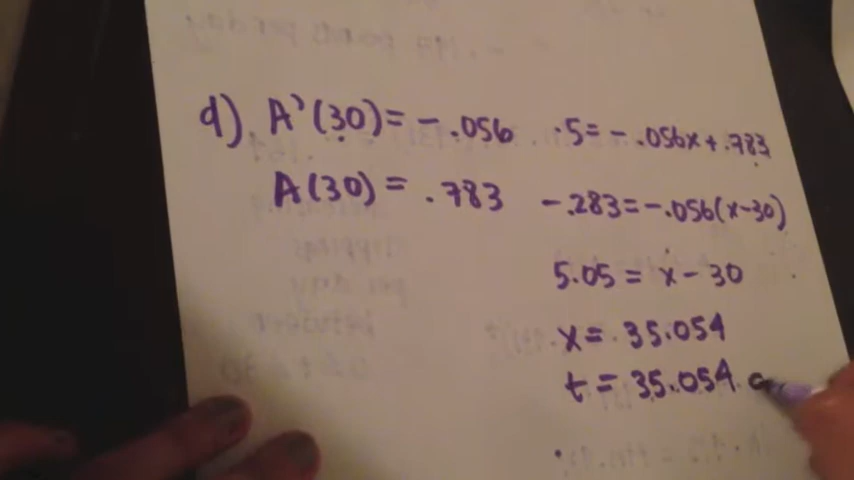 d) A'(30) = -.056
A(30) = .783
.5 = -.056x + .783
-.283 = -.056(x-30)
5.05 = x - 30
x = 35.054
t = 35.054